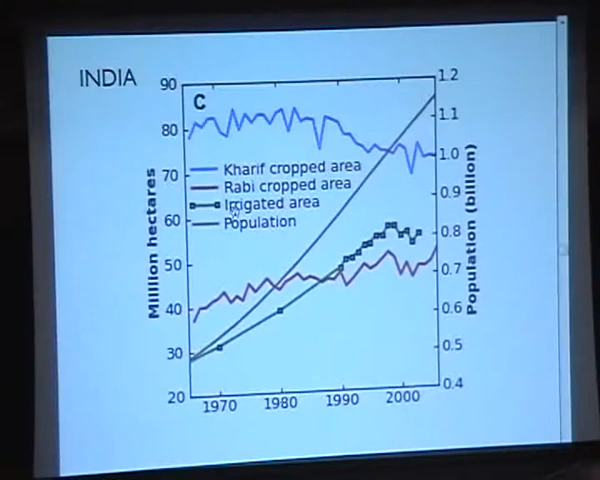 INDIA
C
90
80
70
60
50
40
30
20
Million hectares
Kharif cropped area
Rabi cropped area
Irrigated area
Population
1.2
1.1
1.0
0.9
0.8
0.7
0.6
0.5
0.4
Population (billion)
1970 1980 1990 2000